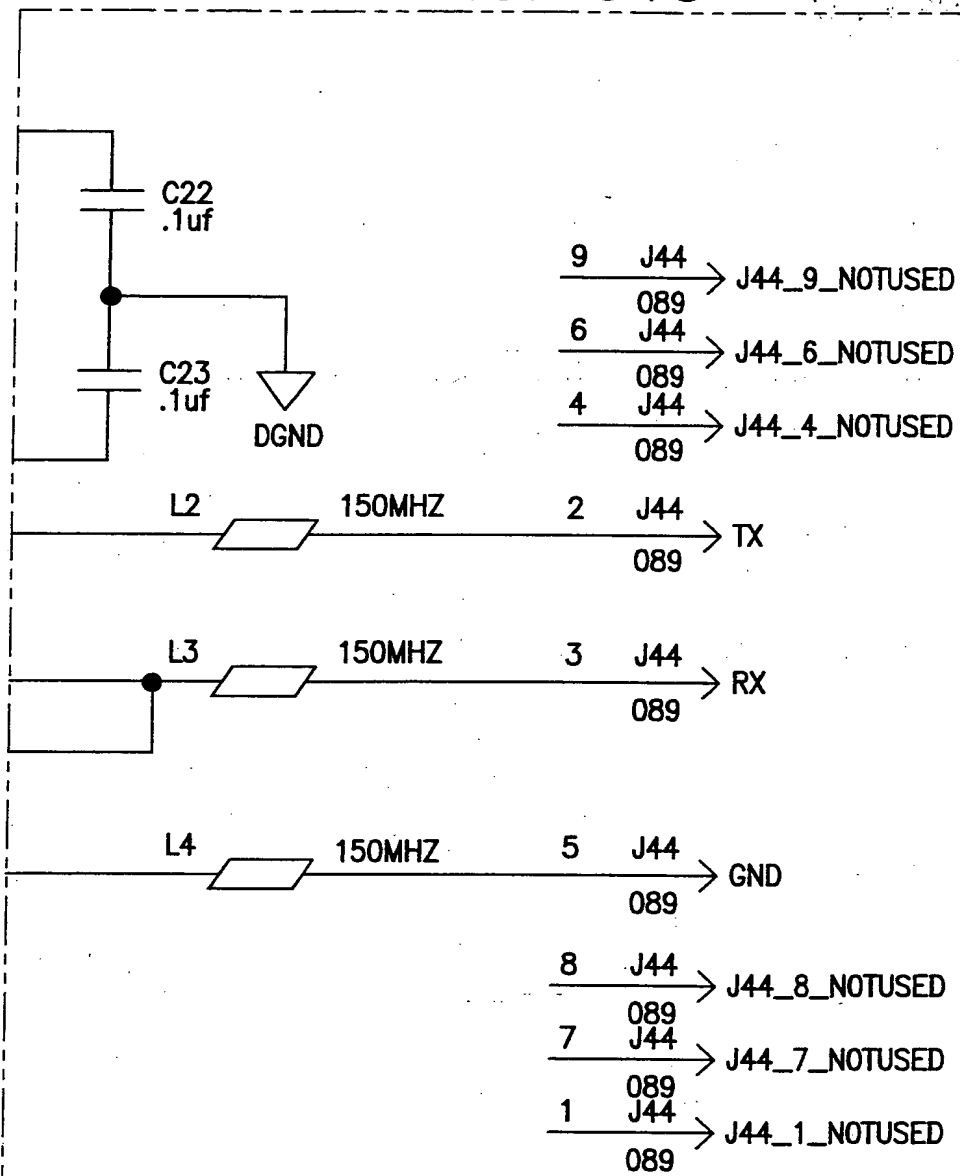 C22
.1uf
9 J44
J44_9_NOTUSED
089
6 J44
J44_6_NOTUSED
089
C23
.1uf
4 J44
J44_4_NOTUSED
089
DGND
L2 150MHZ 2 J44
TX
089
L3 150MHZ 3 J44
RX
089
L4 150MHZ 5 J44
GND
089
8 J44
J44_8_NOTUSED
089
7 J44
J44_7_NOTUSED
089
1 J44
J44_1_NOTUSED
089